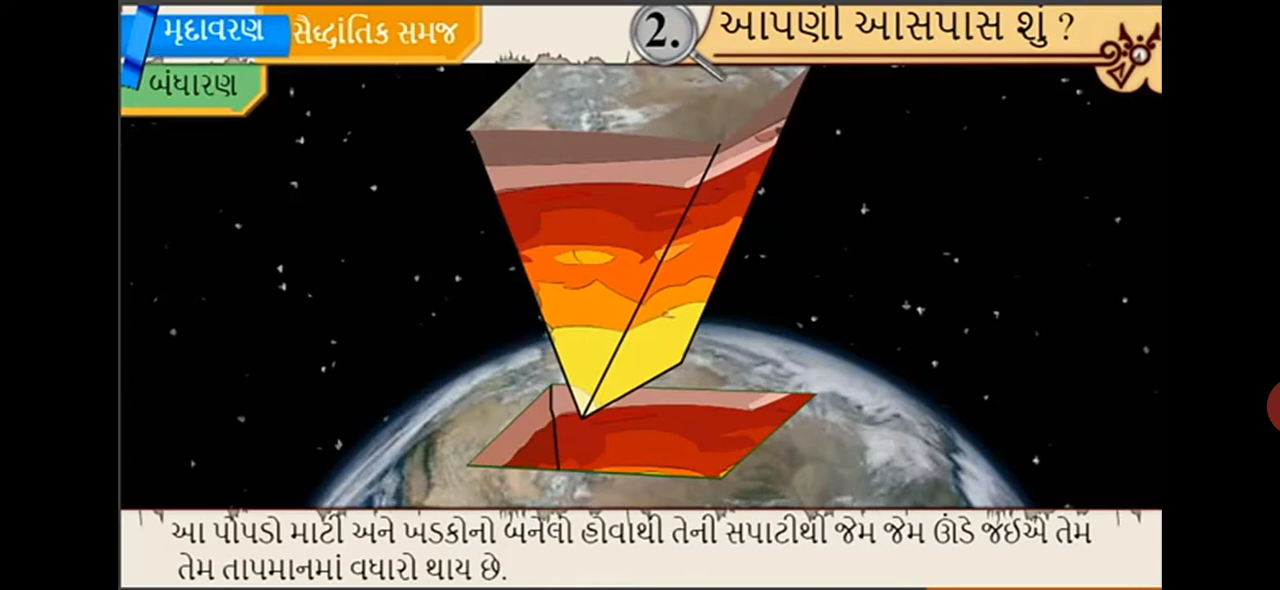 મૃદાવરણ
સૈદ્ધાંતિક સમજ
2.
આપણી આસપાસ શું ?
બંધારણ
આ પોપડો માટી અને ખડકોનો બનેલો હોવાથી તેની સપાટીથી જેમ જેમ ઊંડે જઈએ તેમ
તેમ તાપમાનમાં વધારો થાય છે.